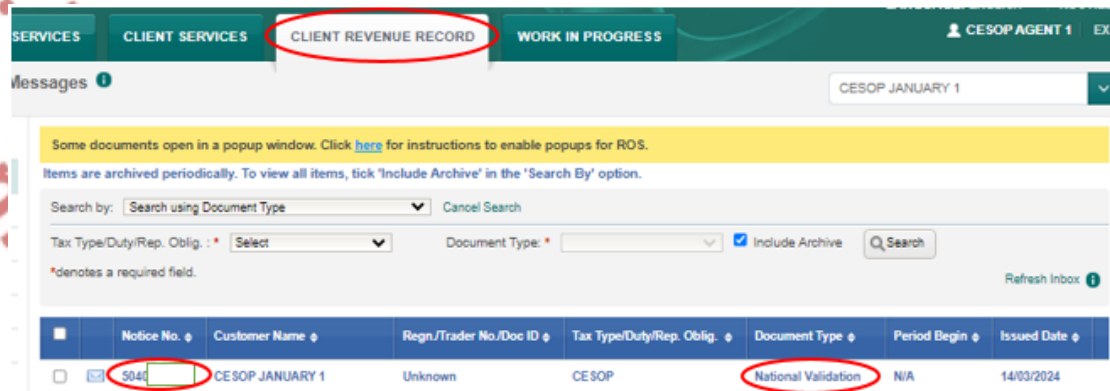 SERVICES CLIENT SERVICES CLIENT REVENUE RECORD WORK IN PROGRESS CESOP AGENT 1 EX
Messages CESOP JANUARY 1
Some documents open in a popup window. Click here for instructions to enable popups for ROS.
Items are archived periodically. To view all items, tick 'Include Archive' in the 'Search By' option.
Search by: Search using Document Type Cancel Search
Tax Type/Duty/Rep. Oblig. : * Select Document Type: * Include Archive Search
*denotes a required field.
Refresh Inbox
Notice No. Customer Name Regn./Trader No./Doc ID Tax Type/Duty/Rep. Oblig. Document Type Period Begin Issued Date
5040 CESOP JANUARY 1 Unknown CESOP National Validation N/A 14/03/2024